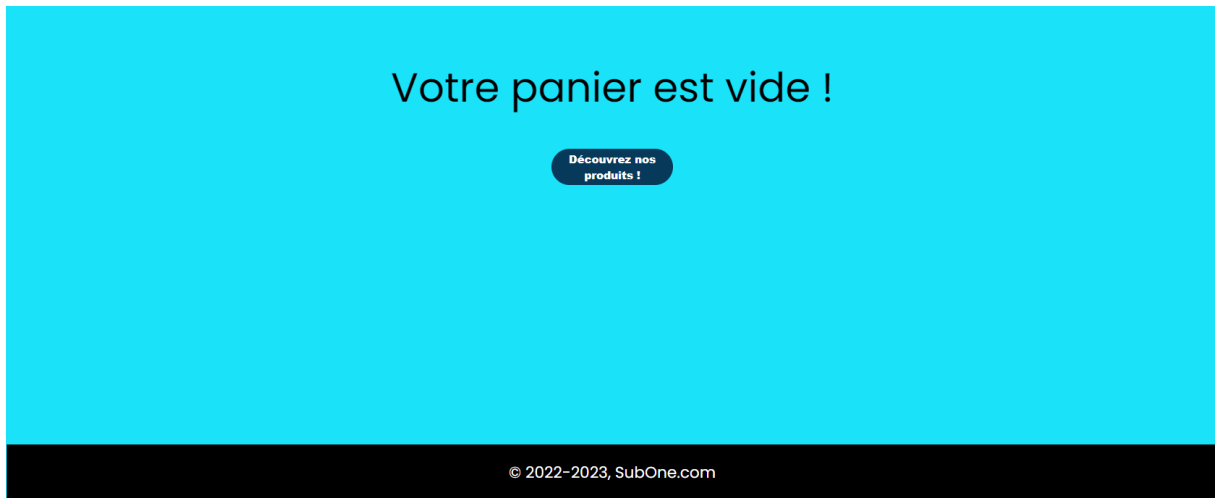 Votre panier est vide !
Découvrez nos
produits !
© 2022-2023, SubOne.com